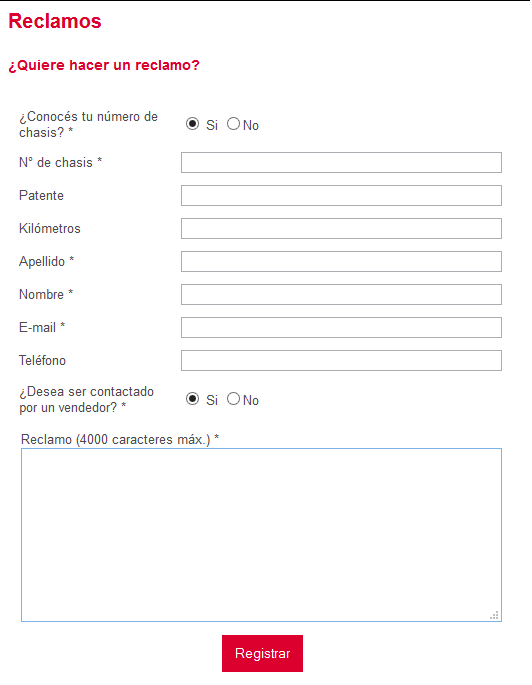 Reclamos
¿Quiere hacer un reclamo?
¿Conocés tu número de
chasis? * Si No
N° de chasis *
Patente
Kilómetros
Apellido *
Nombre *
E-mail *
Teléfono
¿Desea ser contactado
por un vendedor? * Si No
Reclamo (4000 caracteres máx.) *
Registrar